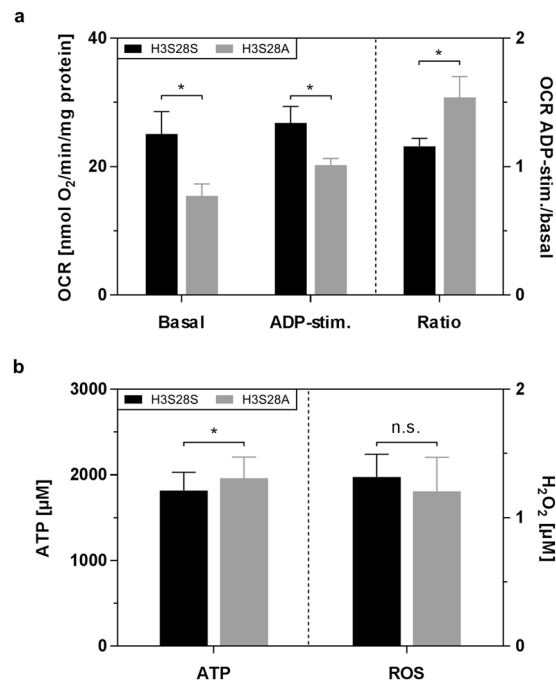 a
H3S28S H3S28A
OCR [nmol O₂/min/mg protein]
40
20
0
* * *
OCR ADP-stim./basal
2
1
0
Basal ADP-stim. Ratio
b
H3S28S H3S28A
ATP [µM]
3000
2000
1000
0
* n.s.
H₂O₂ [µM]
2
1
0
ATP ROS